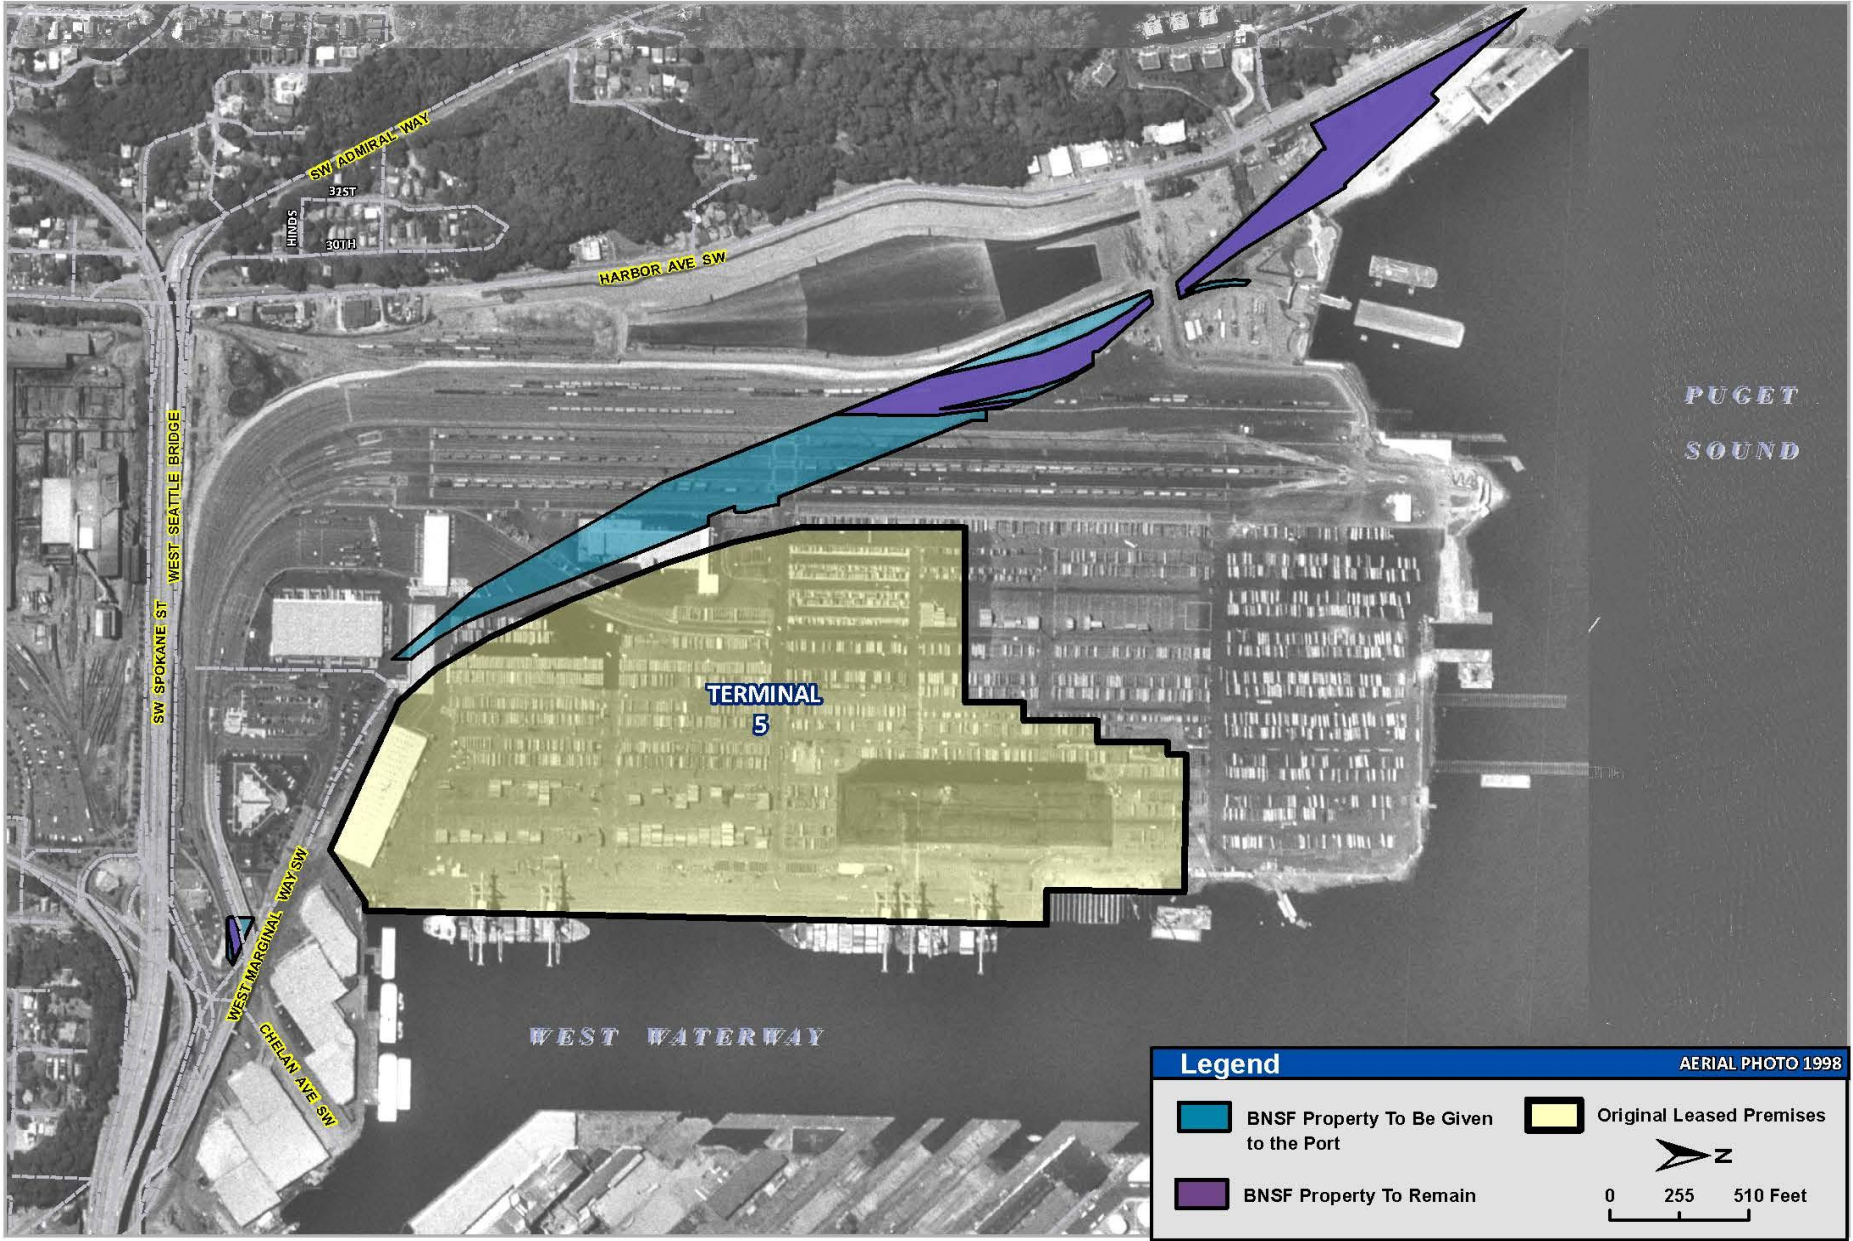 SW ADMIRAL WAY
31ST
HINDS
30TH
HARBOR AVE SW
PUGET
SOUND
WEST SEATTLE BRIDGE
SW SPOKANE ST
TERMINAL
5
WEST MARGINAL WAY SW
CHELAN AVE SW
WEST WATERWAY
Legend
AERIAL PHOTO 1998
BNSF Property To Be Given
to the Port
Original Leased Premises
N
BNSF Property To Remain
0 255 510 Feet